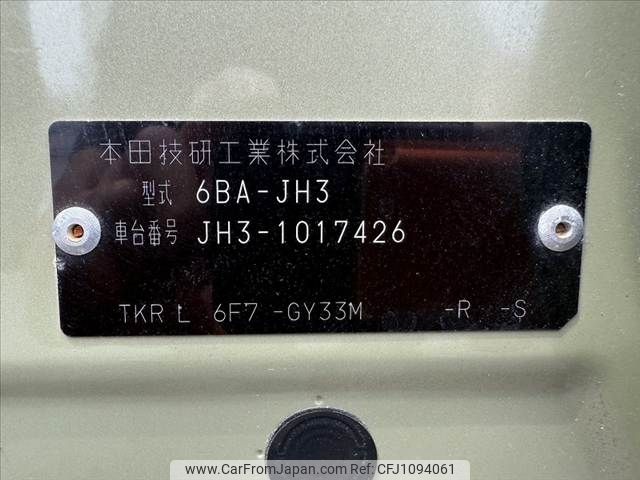 本田技研工業株式会社
型式 6BA-JH3
車台番号 JH3-1017426
TKR L 6F7 -GY33M -R -S
www.CarFromJapan.com Ref No. CFJ1094061